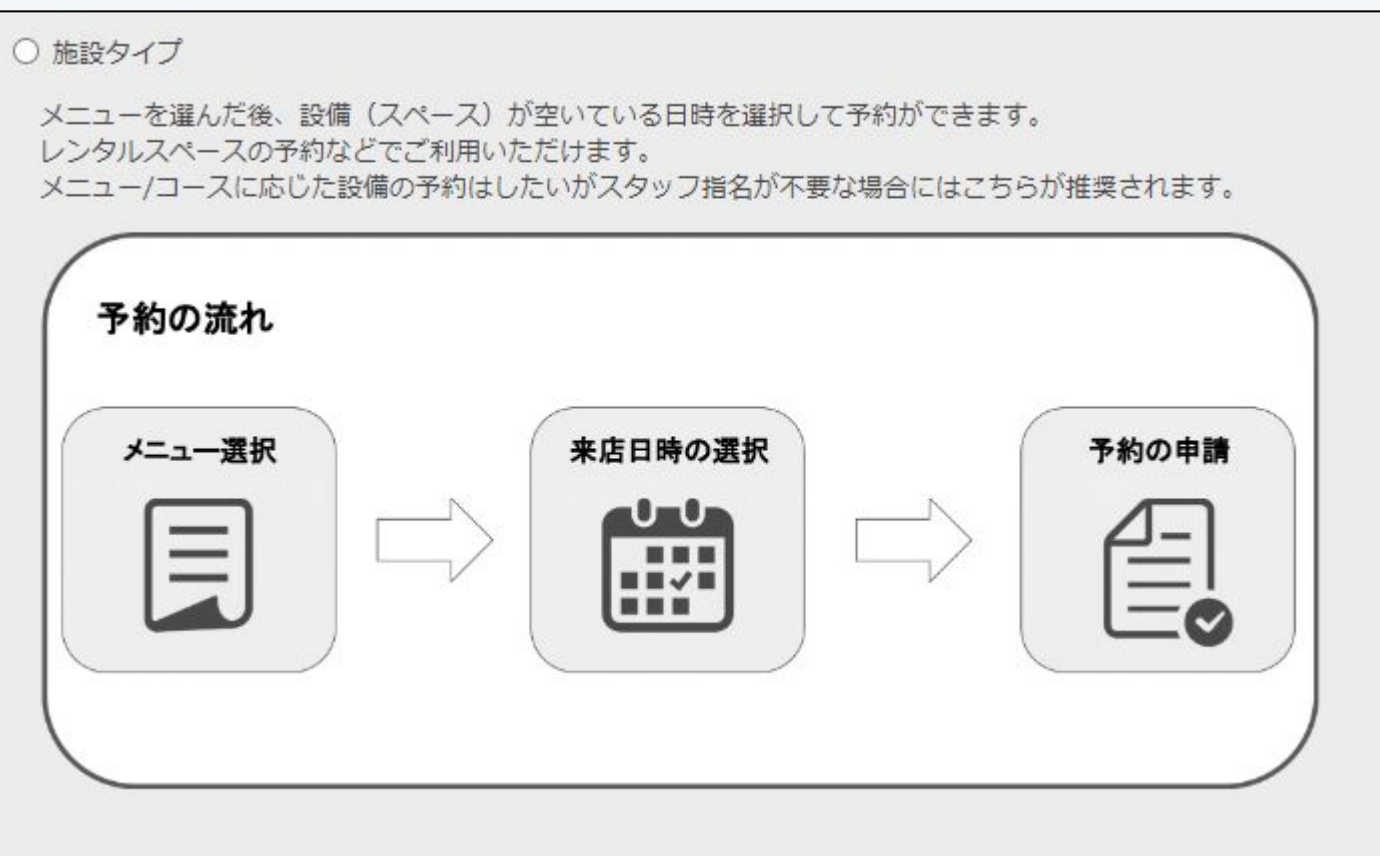 施設タイプ
メニューを選んだ後、設備（スペース）が空いている日時を選択して予約ができます。
レンタルスペースの予約などでご利用いただけます。
メニュー/コースに応じた設備の予約はしたいがスタッフ指名が不要な場合にはこちらが推奨されます。
予約の流れ
メニュー選択
来店日時の選択
予約の申請